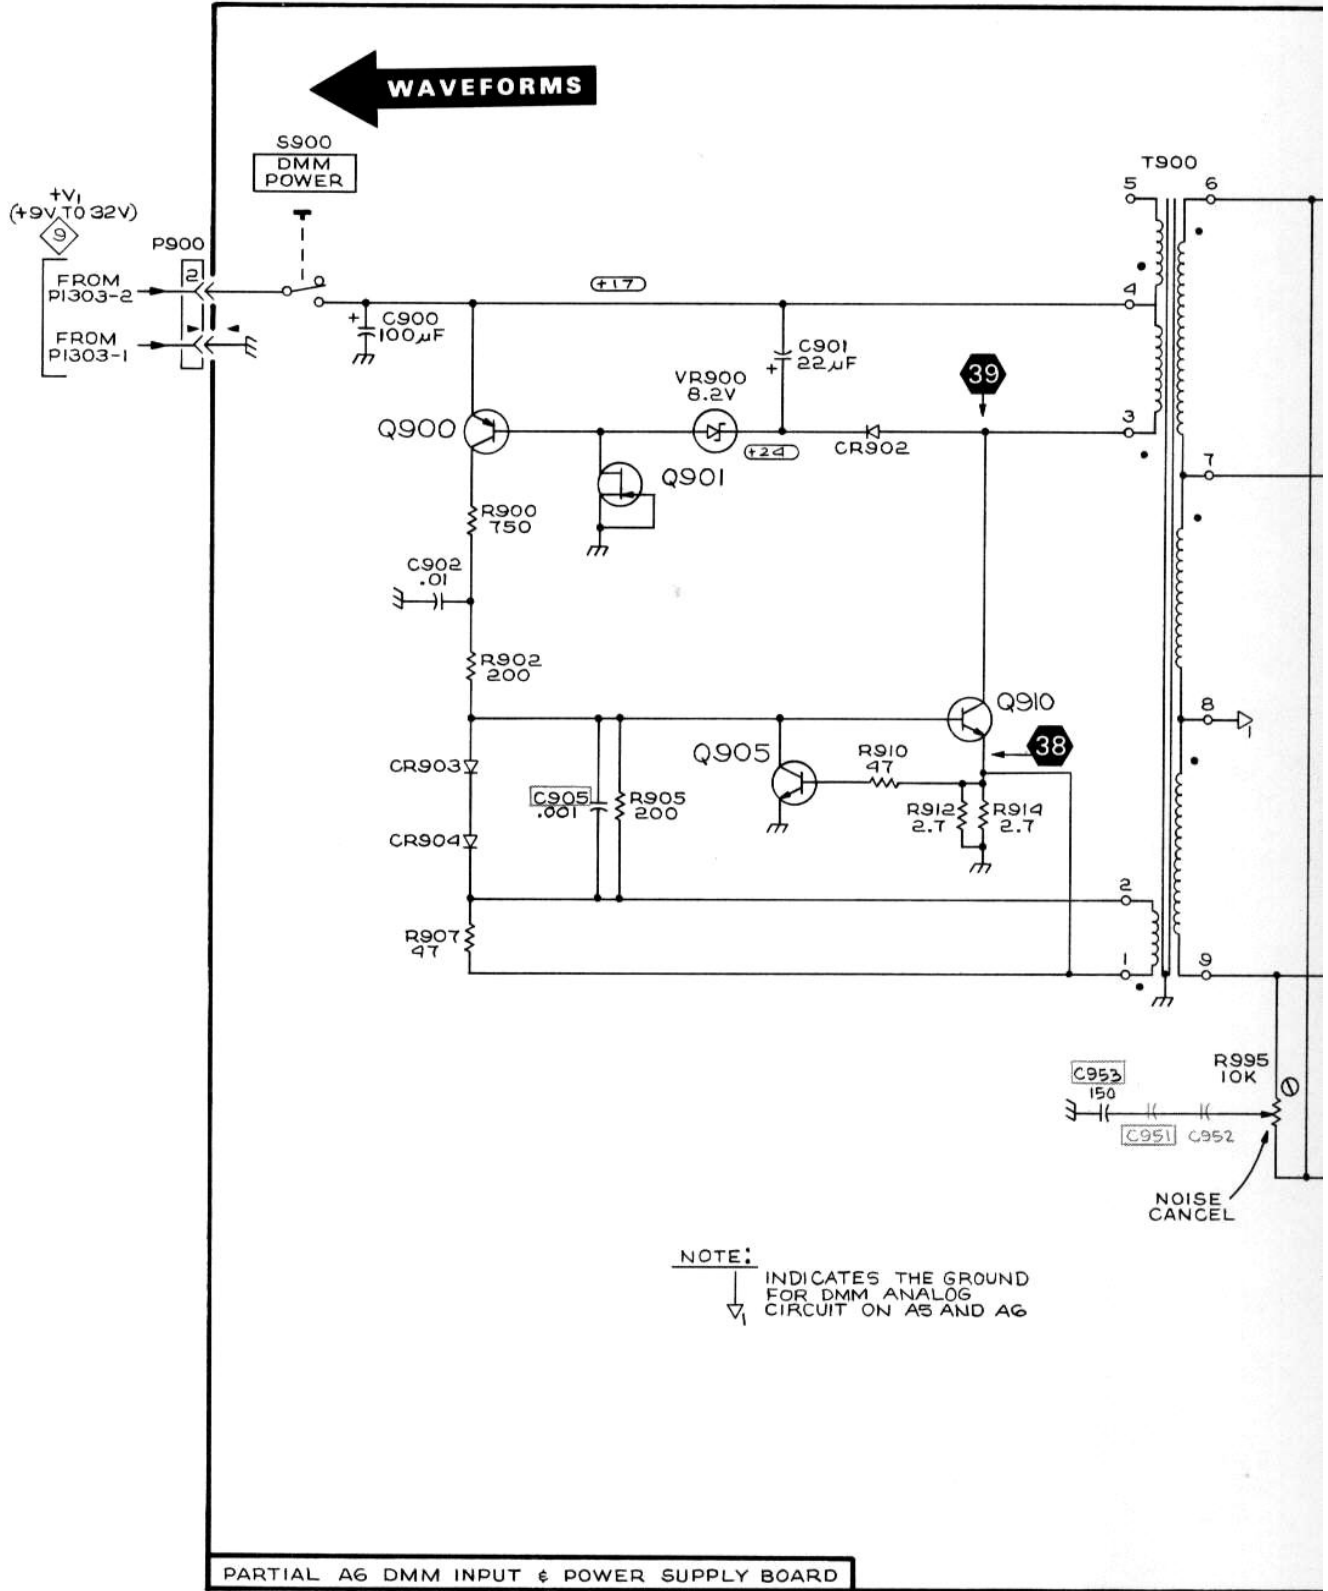 WAVEFORMS
S900
DMM
POWER
T900
5
6
+V1
(+9V TO 32V)
9
P900
2
FROM
P1303-2
+17
4
FROM
P1303-1
+
C900
100µF
C901
22µF
+
39
VR900
8.2V
Q900
+24
CR902
3
7
Q901
R900
750
C902
.01
R902
200
Q910
8
1
38
Q905
R910
47
CR903
C905
.001
R905
200
R912
2.7
R914
2.7
CR904
2
R907
47
1
9
C953
150
R995
10K
C951
C952
NOISE
CANCEL
NOTE:
INDICATES THE GROUND
FOR DMM ANALOG
1
CIRCUIT ON A5 AND A6
PARTIAL A6 DMM INPUT & POWER SUPPLY BOARD